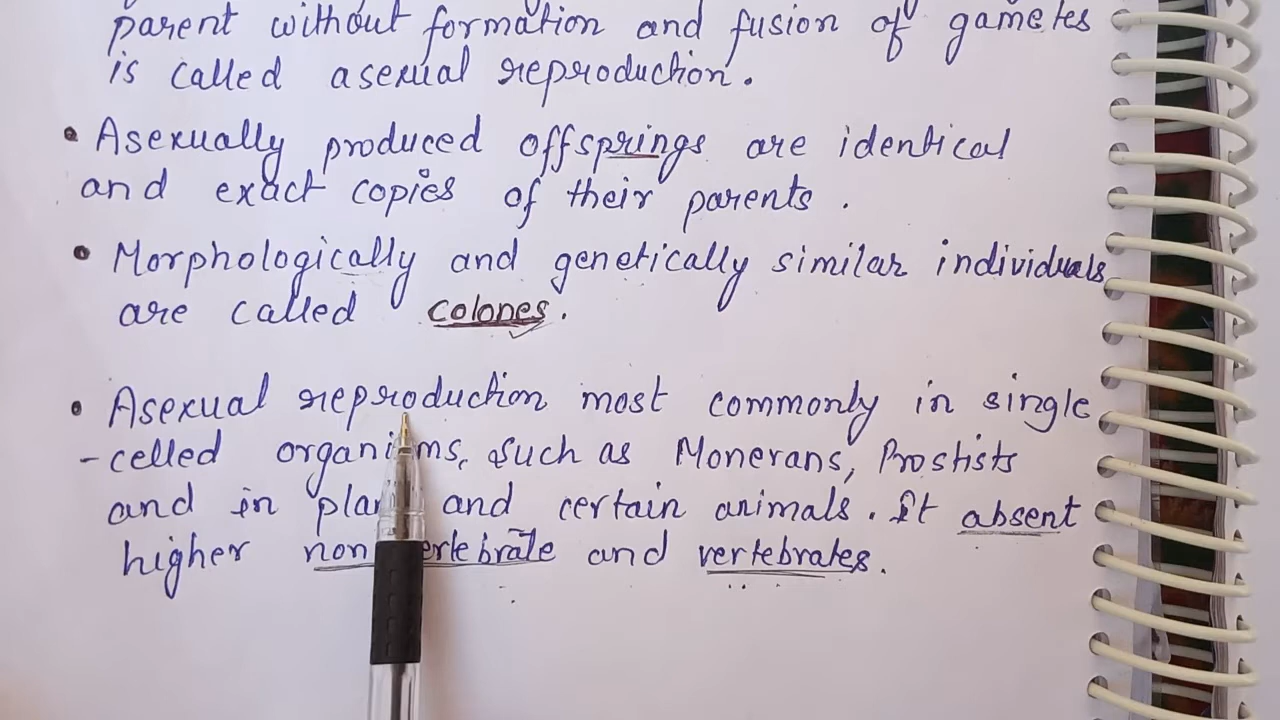 parent without formation and fusion of gametes
is called asexual reproduction.
• Asexually produced offsprings are identical
and exact copies of their parents.
• Morphologically and genetically similar individuals
are called colones.
• Asexual reproduction most commonly in single
-celled organisms, such as Monerans, Prostists
and in and certain animals. It absent
higher non vertebrate and vertebrates.